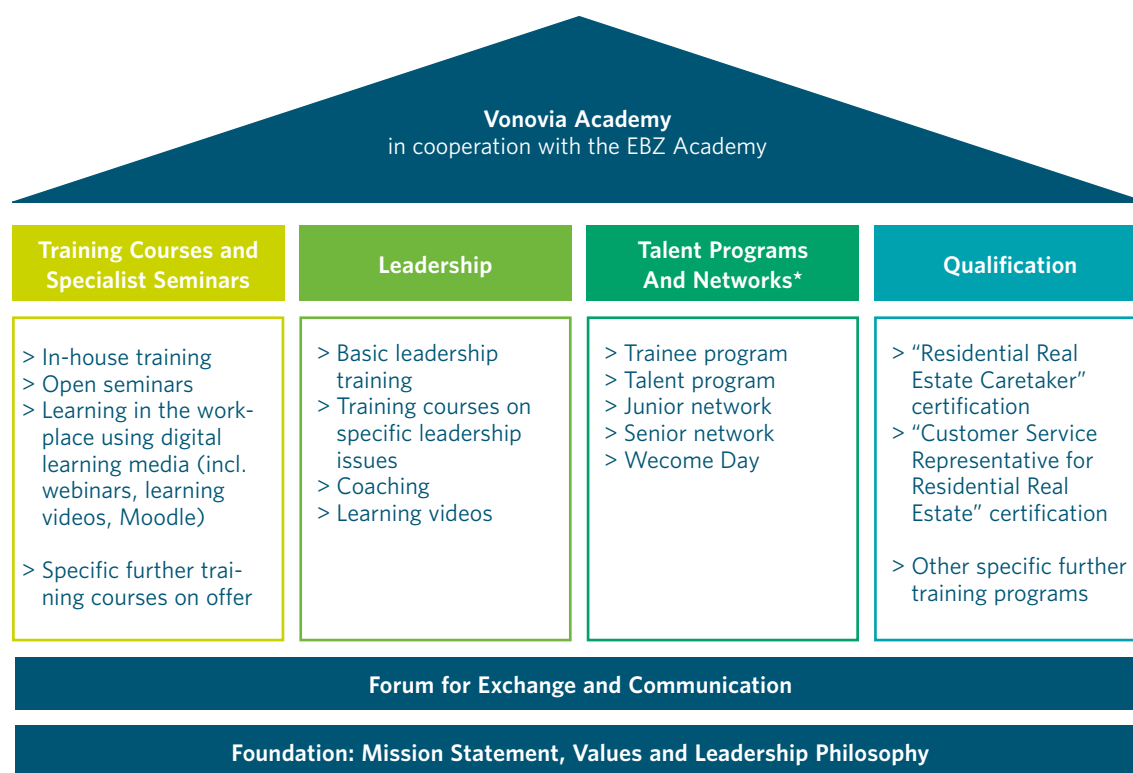 Vonovia Academy
in cooperation with the EBZ Academy
Training Courses and
Specialist Seminars
> In-house training
> Open seminars
> Learning in the work-
place using digital
learning media (incl.
webinars, learning
videos, Moodle)
> Specific further trai-
ning courses on offer
Leadership
> Basic leadership
training
> Training courses on
specific leadership
issues
> Coaching
> Learning videos
Talent Programs
And Networks*
> Trainee program
> Talent program
> Junior network
> Senior network
> Wecome Day
Qualification
> “Residential Real
Estate Caretaker”
certification
> “Customer Service
Representative for
Residential Real
Estate” certification
> Other specific further
training programs
Forum for Exchange and Communication
Foundation: Mission Statement, Values and Leadership Philosophy